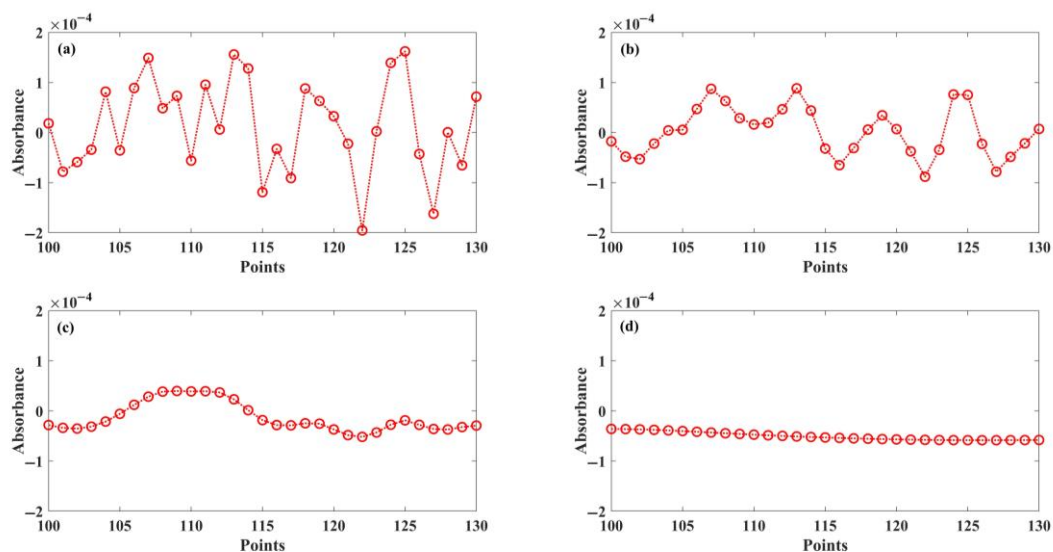 ×10⁻⁴ ×10⁻⁴
2 (a) 2 (b)
1 1
Absorbance 0 Absorbance 0
−1 −1
−2 −2
100 105 110 115 120 125 130 100 105 110 115 120 125 130
Points Points
×10⁻⁴ ×10⁻⁴
2 (c) 2 (d)
1 1
Absorbance 0 Absorbance 0
−1 −1
−2 −2
100 105 110 115 120 125 130 100 105 110 115 120 125 130
Points Points